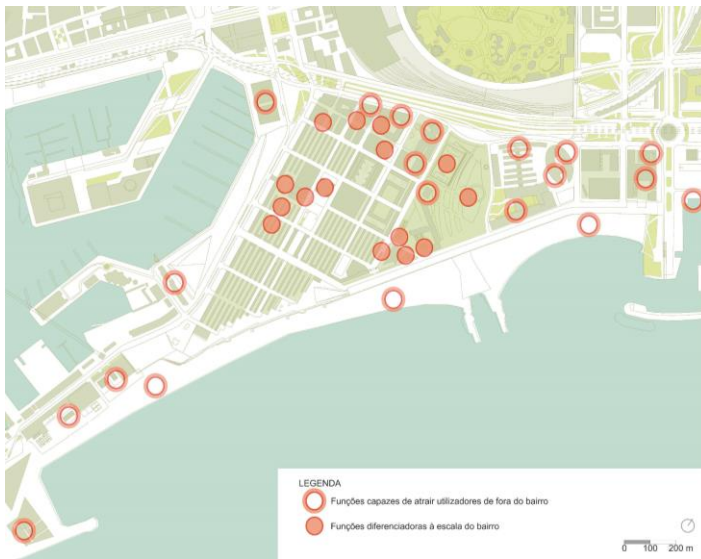 LEGENDA
Funções capazes de atrair utilizadores de fora do bairro
Funções diferenciadoras à escala do bairro
0 100 200 m